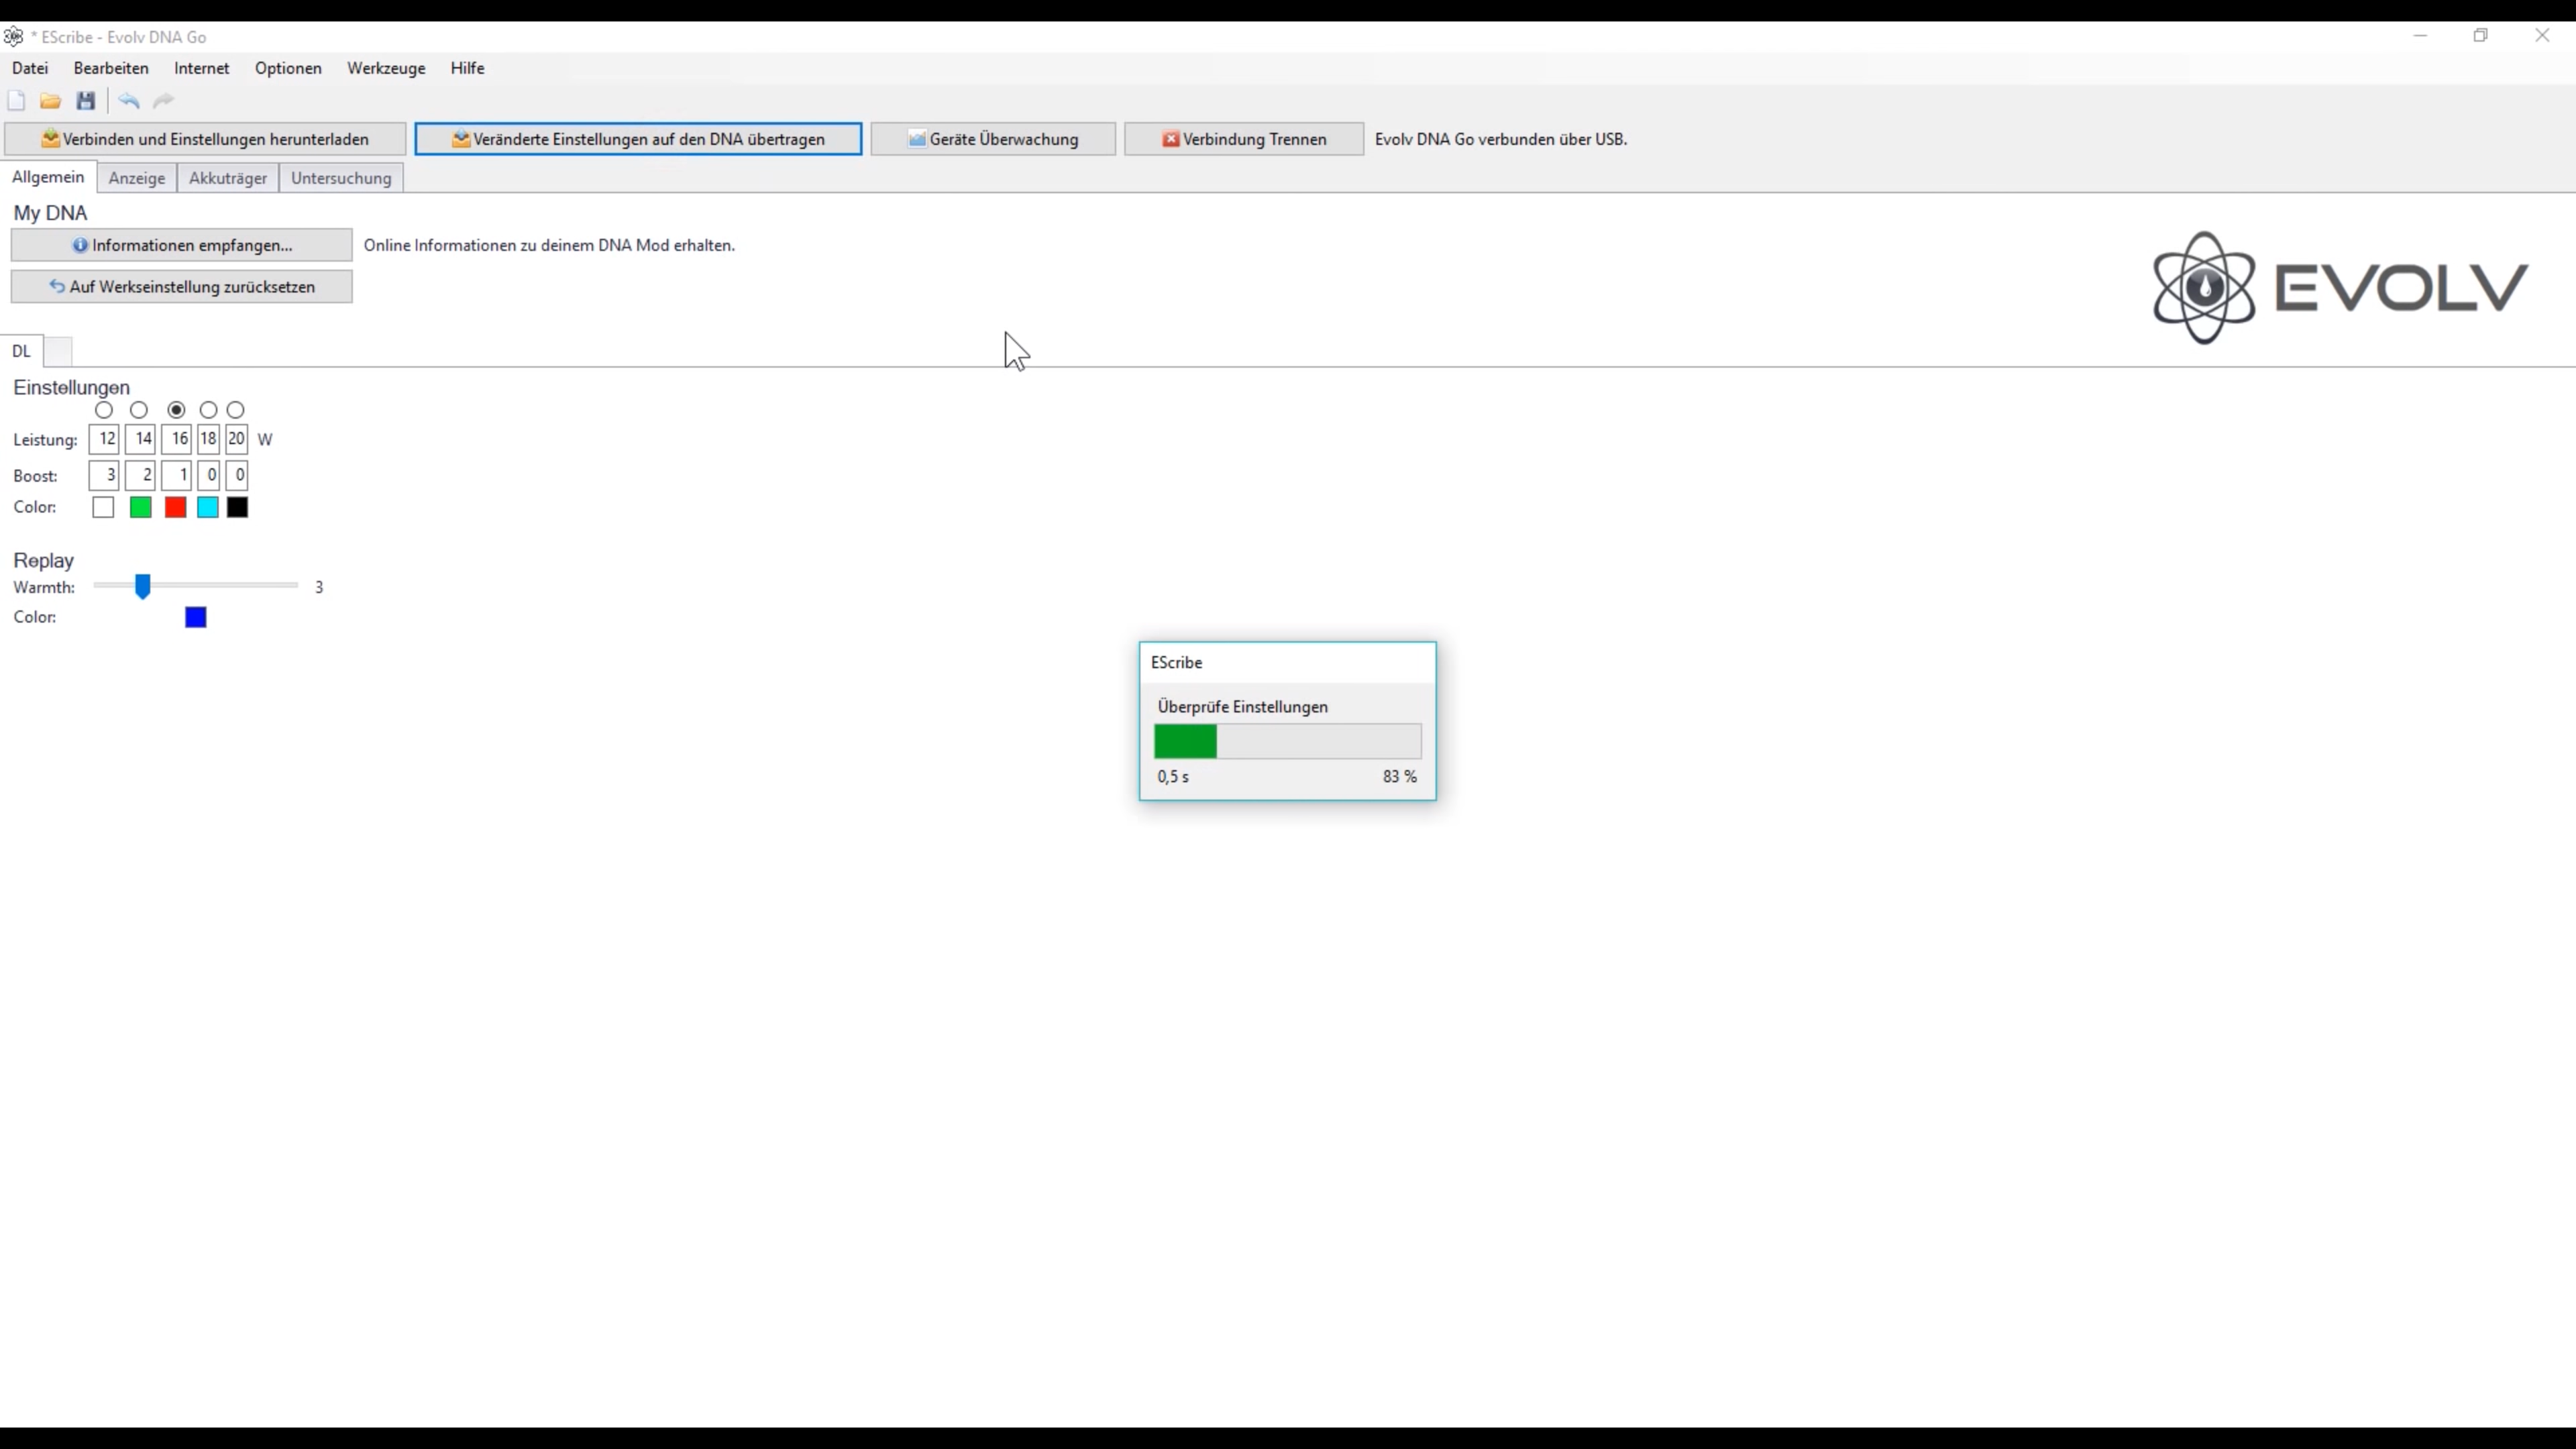 * EScribe - Evolv DNA Go
Datei Bearbeiten Internet Optionen Werkzeuge Hilfe
Verbinden und Einstellungen herunterladen Veränderte Einstellungen auf den DNA übertragen Geräte Überwachung Verbindung Trennen Evolv DNA Go verbunden über USB.
Allgemein Anzeige Akkuträger Untersuchung
My DNA
Informationen empfangen... Online Informationen zu deinem DNA Mod erhalten.
Auf Werkseinstellung zurücksetzen
EVOLV
DL
Einstellungen
Leistung: 12 14 16 18 20 W
Boost: 3 2 1 0 0
Color:
Replay
Warmth: 3
Color:
EScribe
Überprüfe Einstellungen
0,5 s 83 %